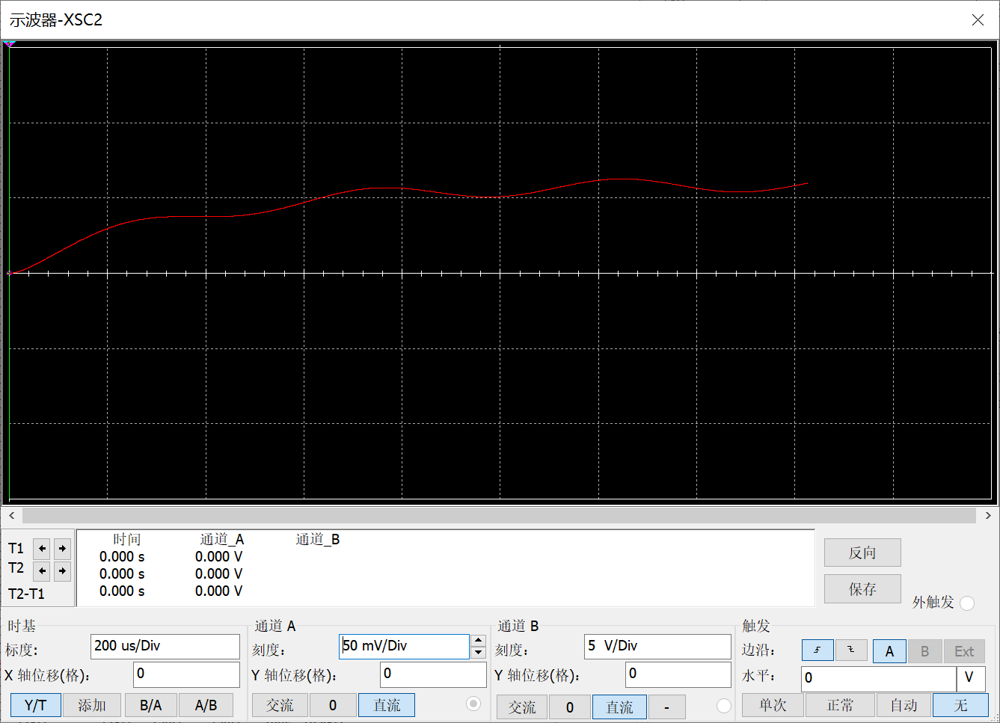 示波器-XSC2
时间 通道_A 通道_B
T1 0.000 s 0.000 V
T2 0.000 s 0.000 V
T2-T1 0.000 s 0.000 V
反向
保存
外触发
时基
标度: 200 us/Div
X 轴位移(格): 0
Y/T 添加 B/A A/B
通道 A
刻度: 50 mV/Div
Y 轴位移(格): 0
交流 0 直流
通道 B
刻度: 5 V/Div
Y 轴位移(格): 0
交流 0 直流 -
触发
边沿: A B Ext
水平: 0 V
单次 正常 自动 无